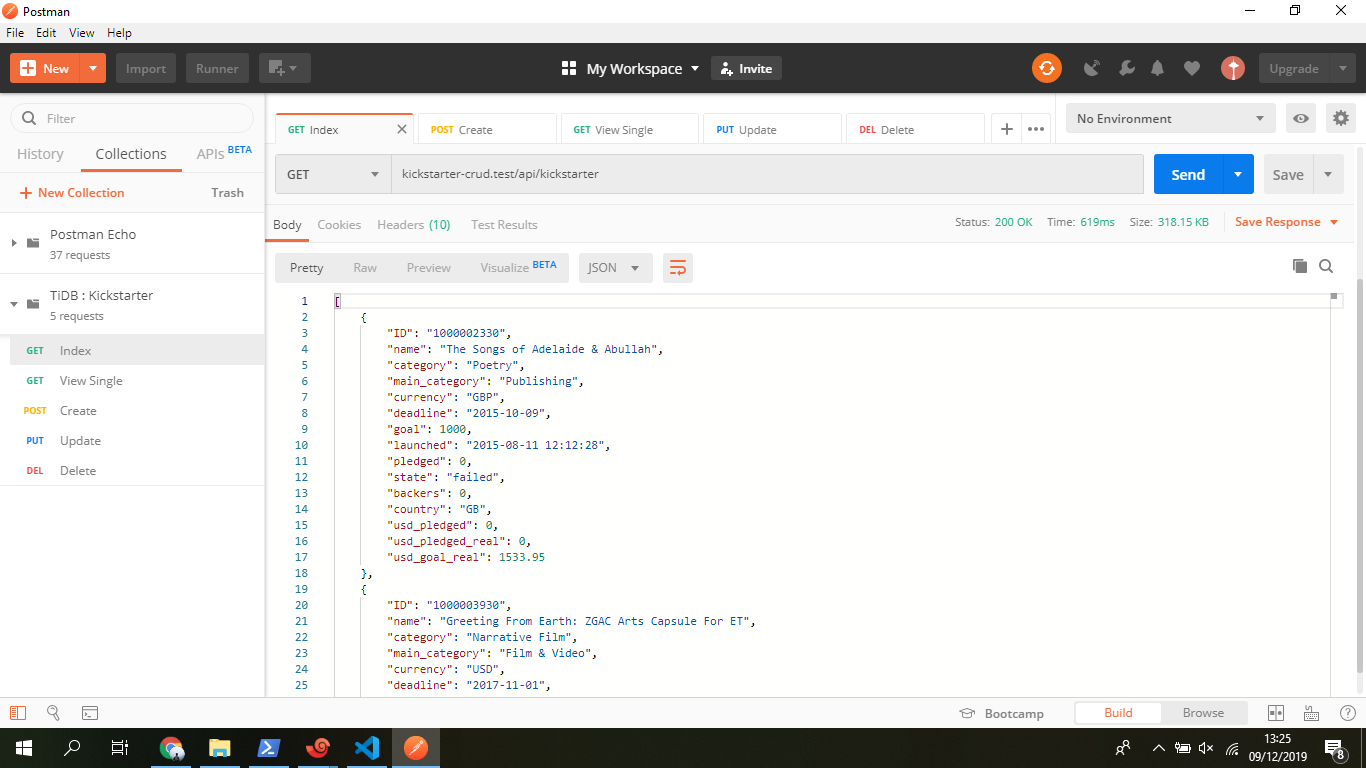 Postman
File Edit View Help
New Import Runner My Workspace Invite Upgrade
Filter
History Collections APIs BETA
New Collection Trash
Postman Echo
37 requests
TiDB : Kickstarter
5 requests
GET Index
GET View Single
POST Create
PUT Update
DEL Delete
GET Index POST Create GET View Single PUT Update DEL Delete No Environment
GET kickstarter-crud.test/api/kickstarter Send Save
Body Cookies Headers (10) Test Results Status: 200 OK Time: 619ms Size: 318.15 KB Save Response
Pretty Raw Preview Visualize BETA JSON
1 [
2 {
3 "ID": "1000002330",
4 "name": "The Songs of Adelaide & Abullah",
5 "category": "Poetry",
6 "main_category": "Publishing",
7 "currency": "GBP",
8 "deadline": "2015-10-09",
9 "goal": 1000,
10 "launched": "2015-08-11 12:12:28",
11 "pledged": 0,
12 "state": "failed",
13 "backers": 0,
14 "country": "GB",
15 "usd_pledged": 0,
16 "usd_pledged_real": 0,
17 "usd_goal_real": 1533.95
18 },
19 {
20 "ID": "1000003930",
21 "name": "Greeting From Earth: ZGAC Arts Capsule For ET",
22 "category": "Narrative Film",
23 "main_category": "Film & Video",
24 "currency": "USD",
25 "deadline": "2017-11-01",
Bootcamp Build Browse
13:25
09/12/2019
8